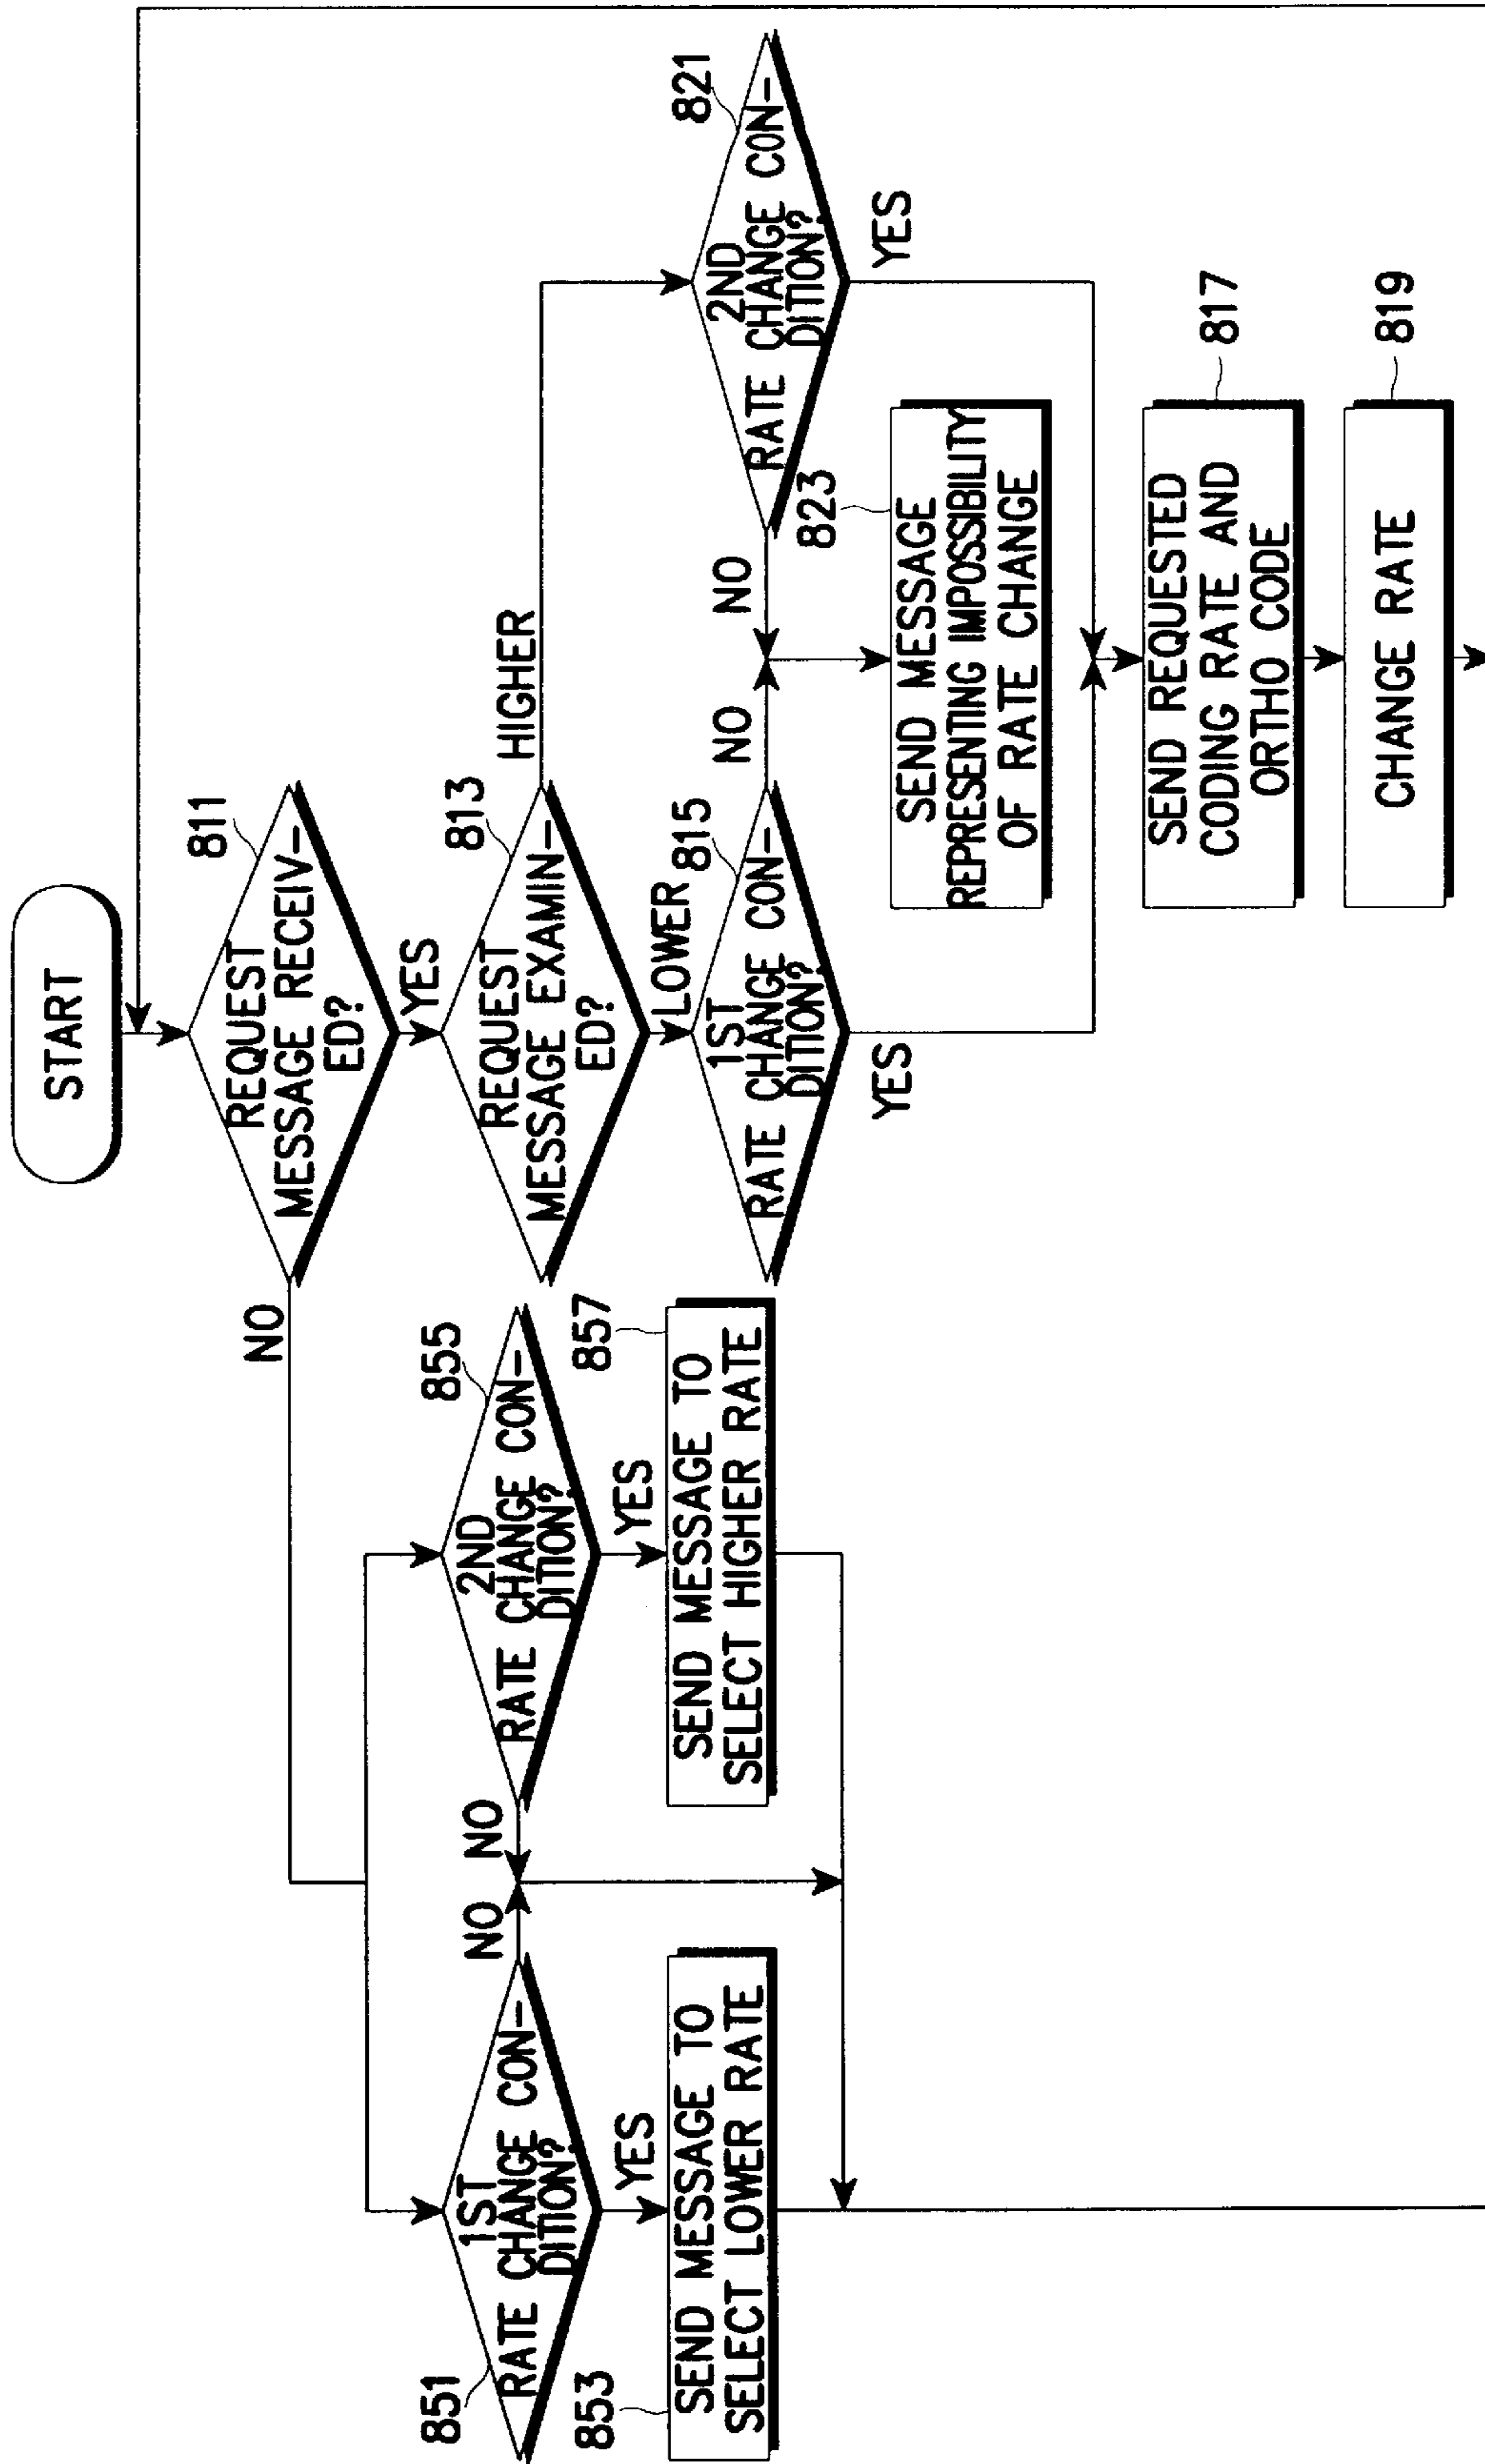 START
811
REQUEST
MESSAGE RECEIV-
ED?
NO
YES
813
REQUEST
MESSAGE EXAMIN-
ED?
HIGHER
LOWER
851
1ST
RATE CHANGE CON-
DITION?
NO
YES
855
2ND
RATE CHANGE CON-
DITION?
NO
YES
815
1ST
RATE CHANGE CON-
DITION?
NO
YES
821
2ND
RATE CHANGE CON-
DITION?
NO
YES
853
SEND MESSAGE TO
SELECT LOWER RATE
857
SEND MESSAGE TO
SELECT HIGHER RATE
823
SEND MESSAGE
REPRESENTING IMPOSSIBILITY
OF RATE CHANGE
817
SEND REQUESTED
CODING RATE AND
ORTHO CODE
819
CHANGE RATE